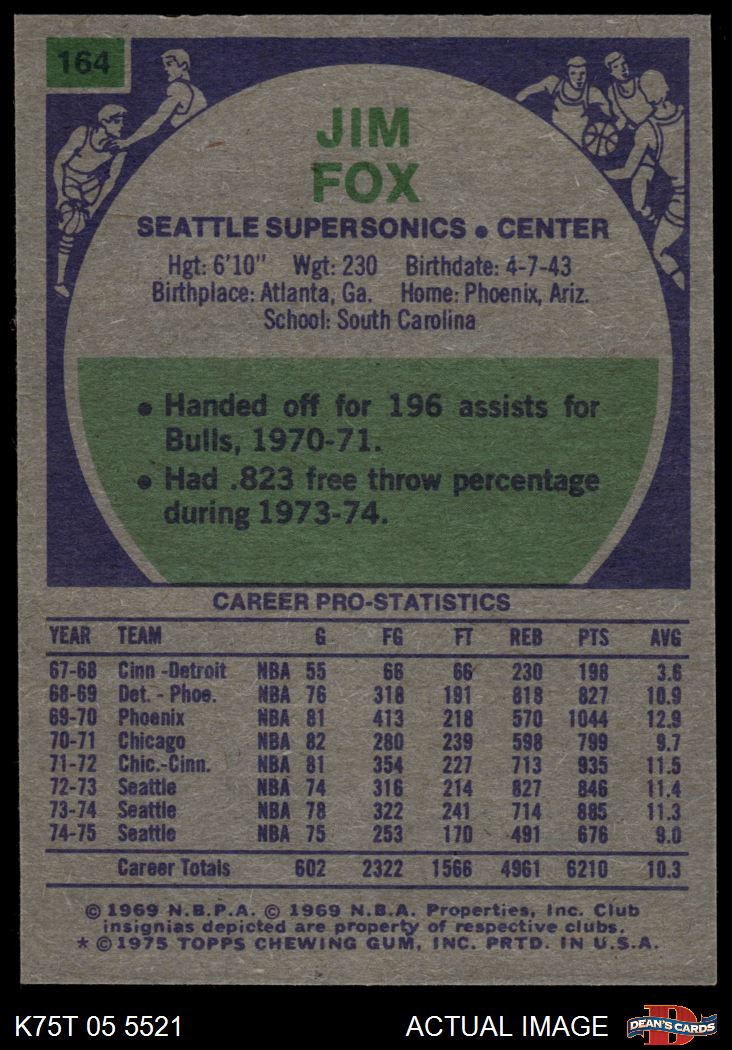 164
JIM
FOX
SEATTLE SUPERSONICS • CENTER
Hgt: 6'10" Wgt: 230 Birthdate: 4-7-43
Birthplace: Atlanta, Ga. Home: Phoenix, Ariz.
School: South Carolina
• Handed off for 196 assists for
Bulls, 1970-71.
• Had .823 free throw percentage
during 1973-74.
CAREER PRO-STATISTICS
YEAR TEAM G FG FT REB PTS AVG
67-68 Cinn -Detroit NBA 55 66 66 230 198 3.6
68-69 Det. - Phoe. NBA 76 318 191 818 827 10.9
69-70 Phoenix NBA 81 413 218 570 1044 12.9
70-71 Chicago NBA 82 280 239 598 799 9.7
71-72 Chic.-Cinn. NBA 81 354 227 713 935 11.5
72-73 Seattle NBA 74 316 214 827 846 11.4
73-74 Seattle NBA 78 322 241 714 885 11.3
74-75 Seattle NBA 75 253 170 491 676 9.0
Career Totals 602 2322 1566 4961 6210 10.3
© 1969 N.B.P.A. © 1969 N.B.A. Properties, Inc. Club
insignias depicted are property of respective clubs.
* © 1975 TOPPS CHEWING GUM, INC. PRTD. IN U.S.A.
K75T 05 5521 ACTUAL IMAGE D DEAN'S CARDS